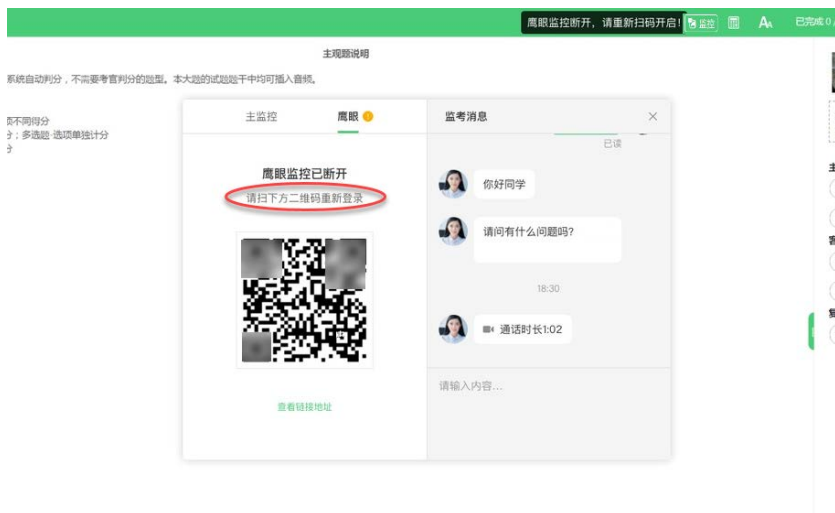 鹰眼监控断开，请重新扫码开启！
监控
已完成 0
主观题说明
系统自动判分，不需要考官判分的题型。本大题的试题题干中均可插入音频。
项不同得分
分；多选题-选项单独计分
分
主监控
鹰眼
鹰眼监控已断开
请扫下方二维码重新登录
查看链接地址
监考消息
已读
你好同学
请问有什么问题吗?
18:30
通话时长1:02
请输入内容...
主
客